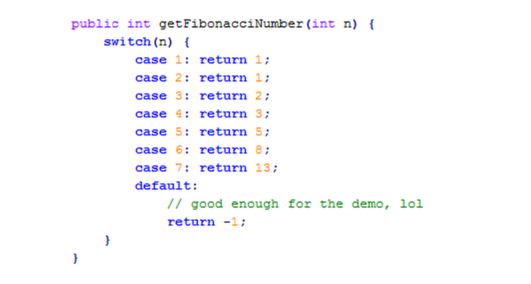 public int getFibonacciNumber(int n) {
switch(n) {
case 1: return 1;
case 2: return 1;
case 3: return 2;
case 4: return 3;
case 5: return 5;
case 6: return 8;
case 7: return 13;
default:
// good enough for the demo, lol
return -1;
}
}